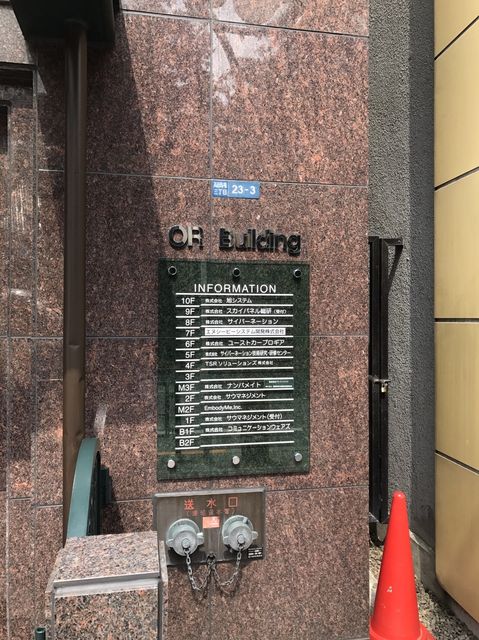 23-3
OR Building
INFORMATION
10F 株式会社 旭システム
9F 株式会社 スカイパネル総研(受付)
8F 株式会社 サイバーネーション
7F エヌシーピーシステム開発株式会社
6F 株式会社 ユーストカープロギア
5F 株式会社 サイバーネーション技術研究・研修センター
4F TSRソリューションズ株式会社
3F
M3F 株式会社 ナンバメイト
2F 株式会社 サウマネジメント
M2F EmbodyMe,Inc.
1F 株式会社 サウマネジメント(受付)
B1F 株式会社 コミュニケーションウェアズ
B2F
送水口